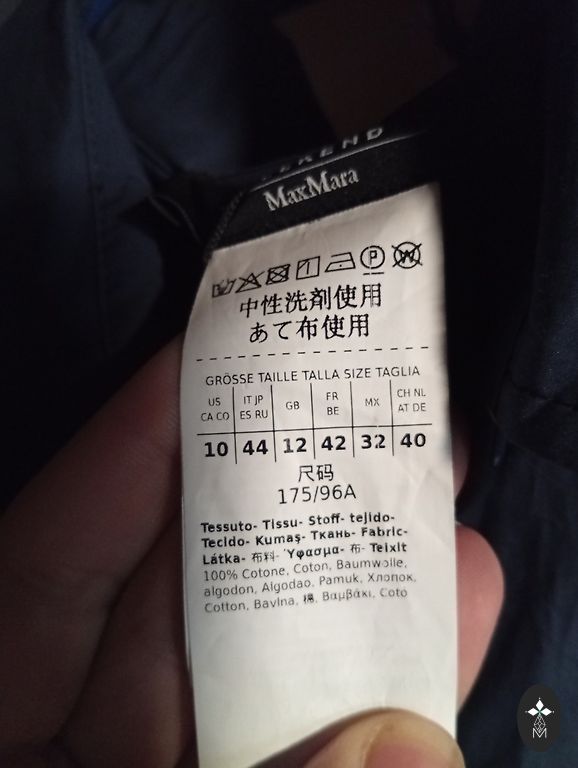 MaxMara
中性洗剤使用
あて布使用
GRÖSSE TAILLE TALLA SIZE TAGLIA
US CA CO IT JP ES RU GB FR BE MX CH NL AT DE
10 44 12 42 32 40
尺码
175/96A
Tessuto- Tissu- Stoff- tejido-
Tecido- Kumaş- Ткань- Fabric-
Látka- 布料- Ύφασμα- 布- Teixit
100% Cotone, Coton, Baumwolle,
algodon, Algodao, Pamuk, Хлопок,
Cotton, Bavlna, 棉, Βαμβάκι, Coto